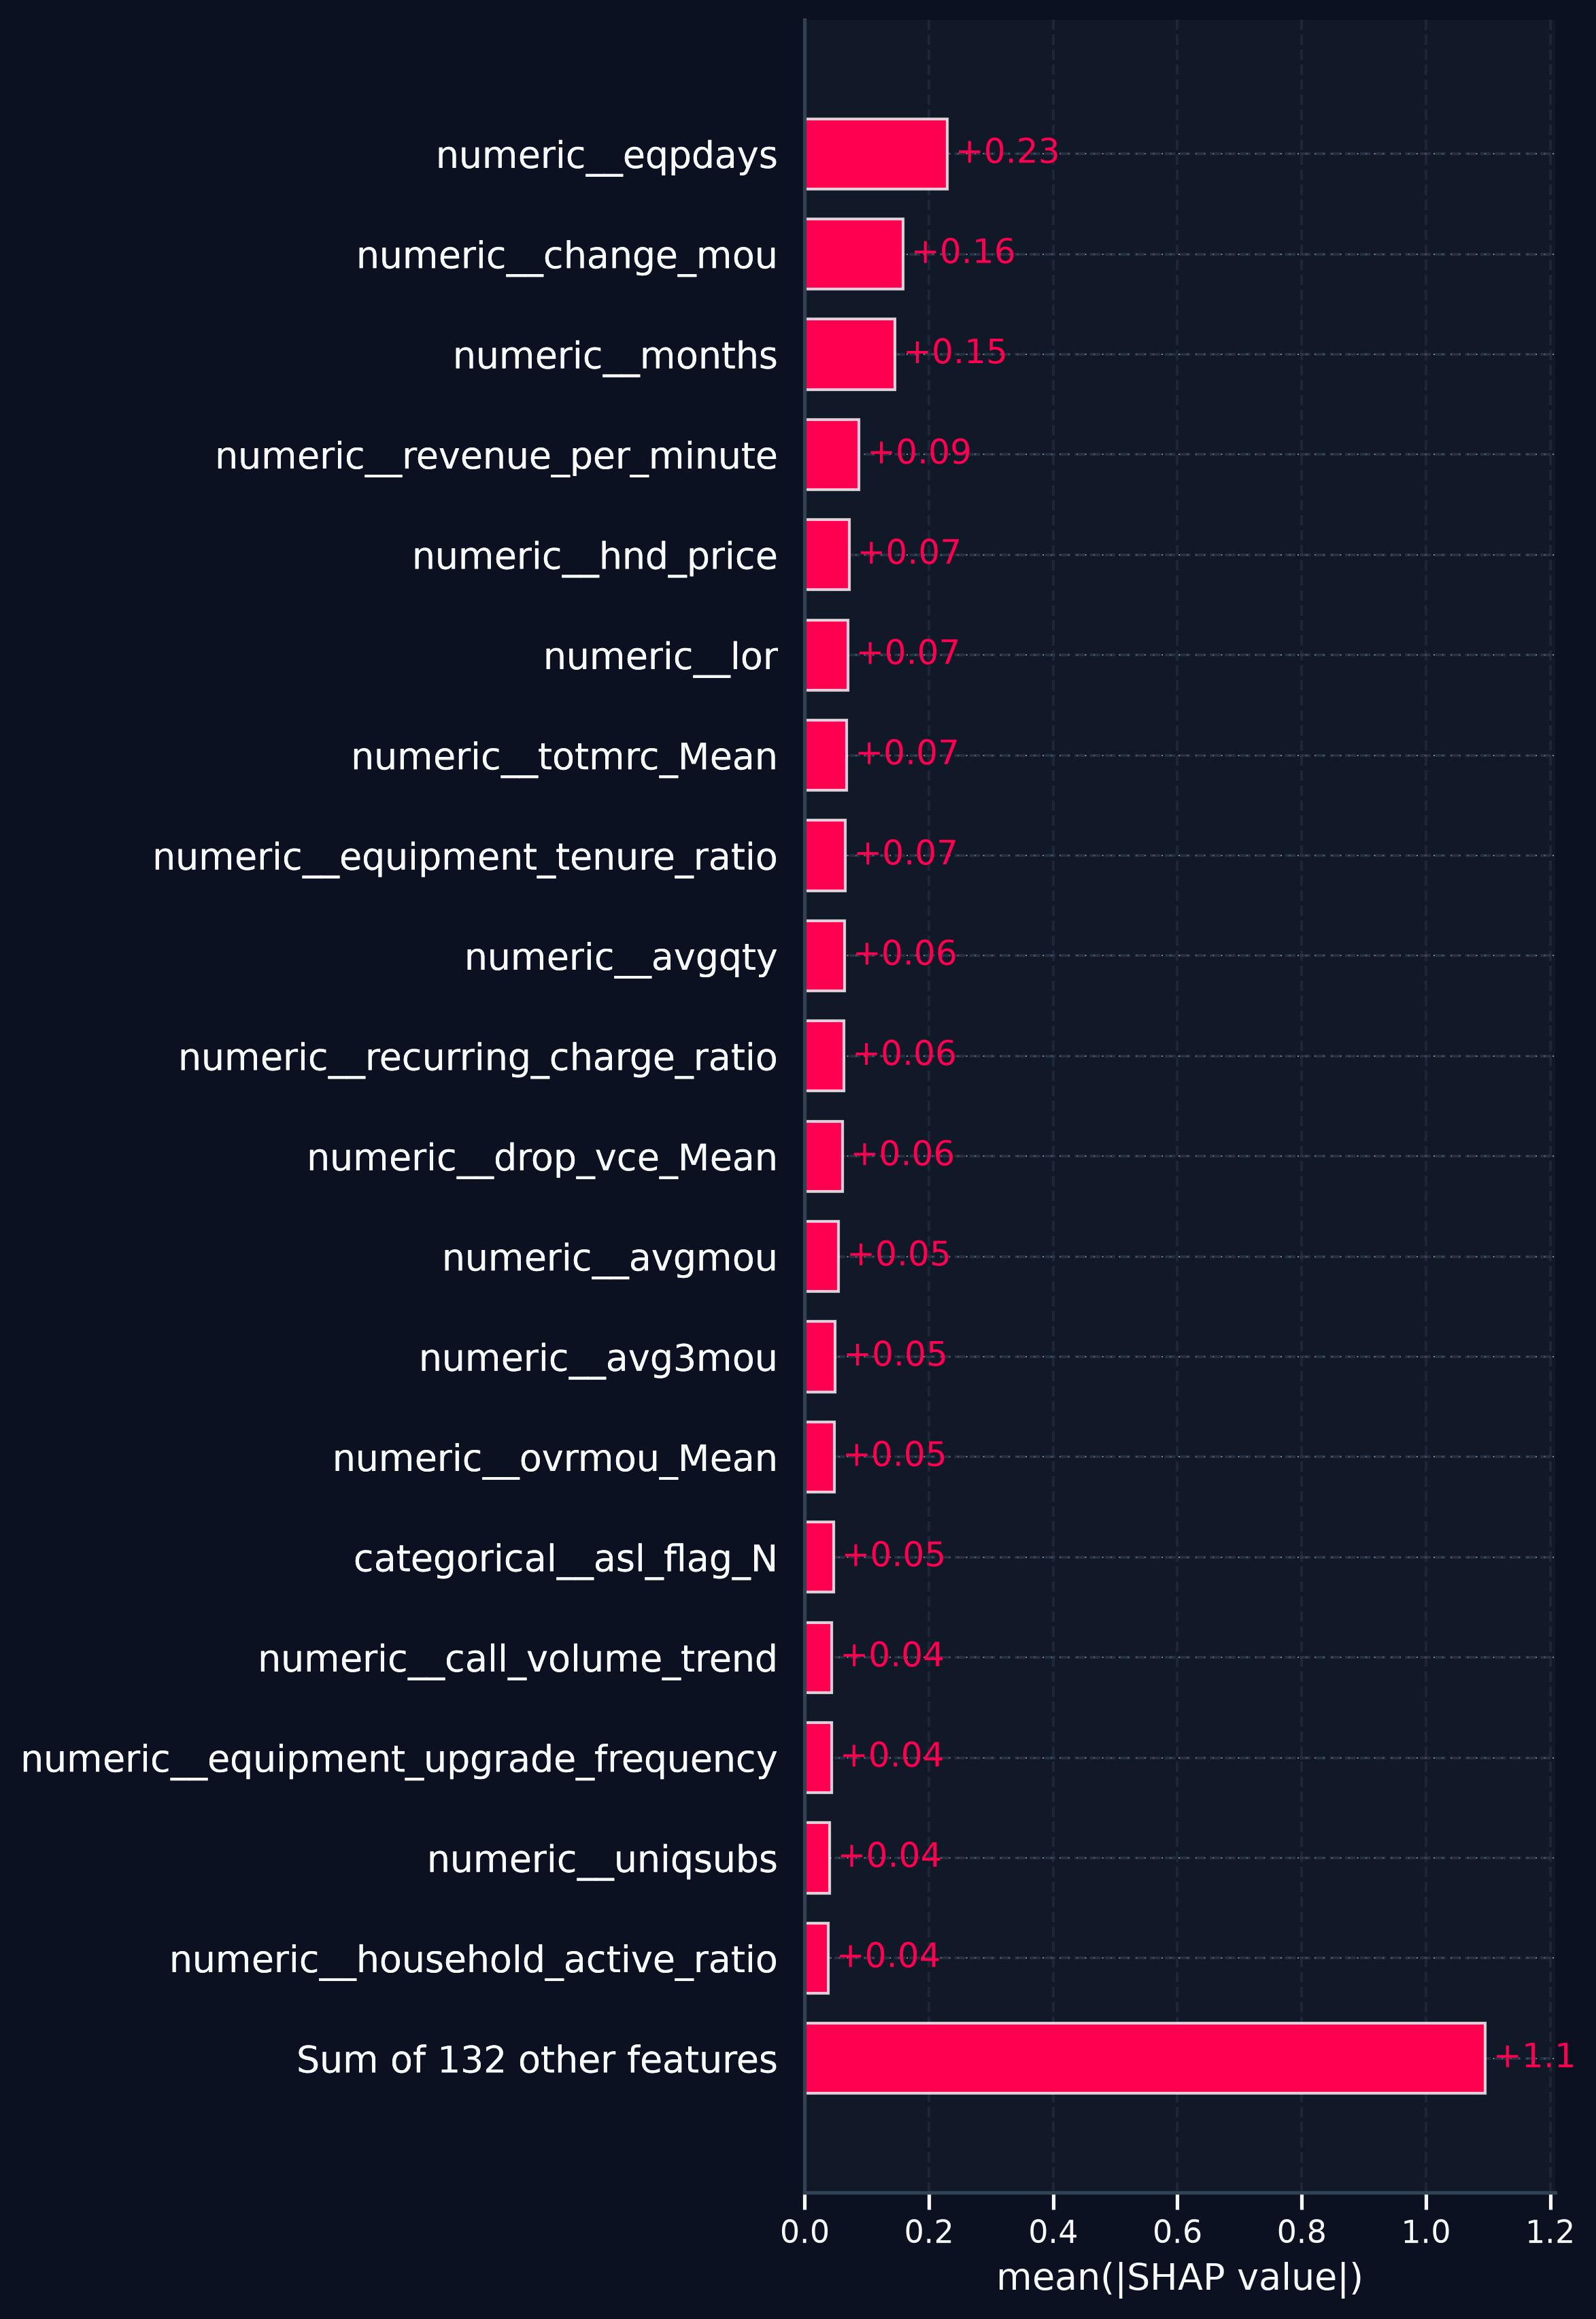 numeric__eqpdays +0.23
numeric__change_mou +0.16
numeric__months +0.15
numeric__revenue_per_minute +0.09
numeric__hnd_price +0.07
numeric__lor +0.07
numeric__totmrc_Mean +0.07
numeric__equipment_tenure_ratio +0.07
numeric__avgqty +0.06
numeric__recurring_charge_ratio +0.06
numeric__drop_vce_Mean +0.06
numeric__avgmou +0.05
numeric__avg3mou +0.05
numeric__ovrmou_Mean +0.05
categorical__asl_flag_N +0.05
numeric__call_volume_trend +0.04
numeric__equipment_upgrade_frequency +0.04
numeric__uniqsubs +0.04
numeric__household_active_ratio +0.04
Sum of 132 other features +1.1
0.0 0.2 0.4 0.6 0.8 1.0 1.2
mean(|SHAP value|)